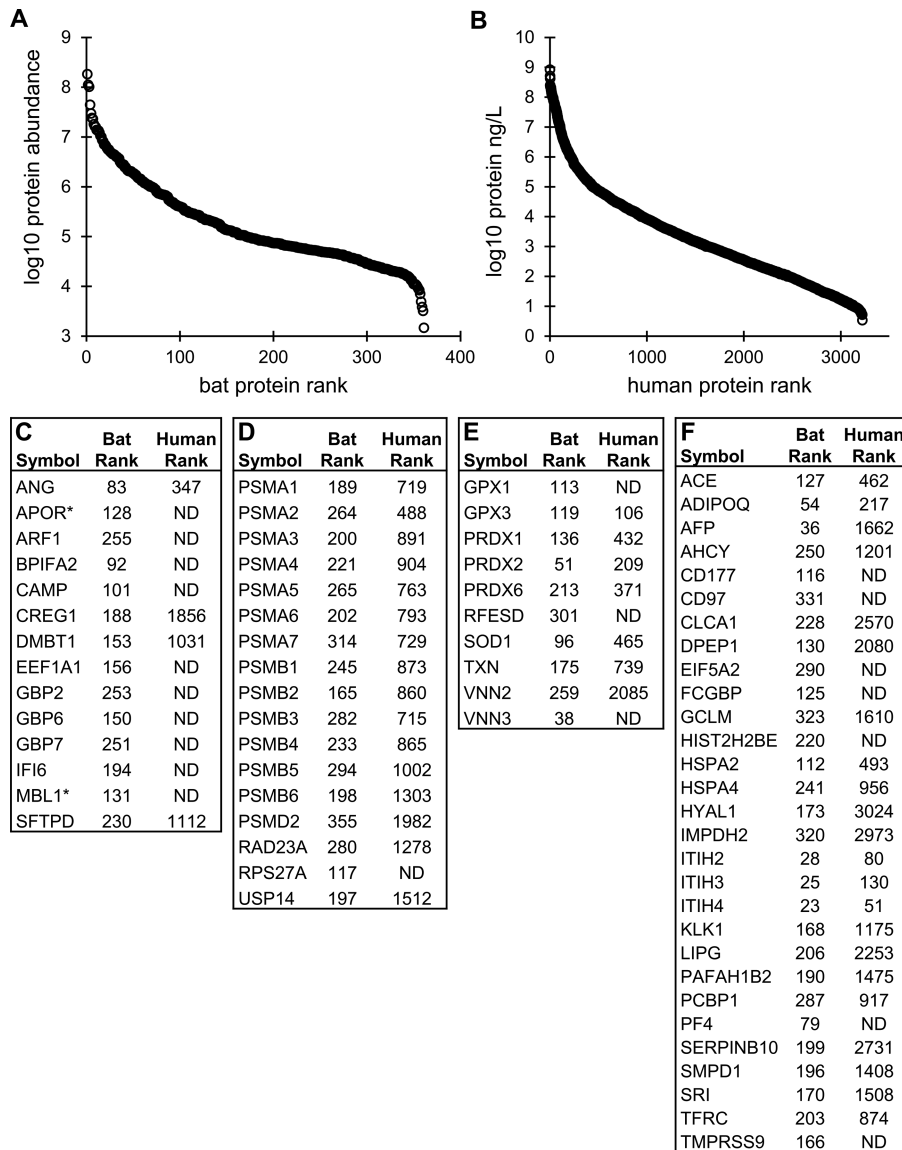 A
9
8
7
6
5
4
3
log10 protein abundance
0 100 200 300 400
bat protein rank
B
10
9
8
7
6
5
4
3
2
1
0
log10 protein ng/L
0 1000 2000 3000
human protein rank
C Bat Human
Symbol Rank Rank
ANG 83 347
APOR* 128 ND
ARF1 255 ND
BPIFA2 92 ND
CAMP 101 ND
CREG1 188 1856
DMBT1 153 1031
EEF1A1 156 ND
GBP2 253 ND
GBP6 150 ND
GBP7 251 ND
IFI6 194 ND
MBL1* 131 ND
SFTPD 230 1112
D Bat Human
Symbol Rank Rank
PSMA1 189 719
PSMA2 264 488
PSMA3 200 891
PSMA4 221 904
PSMA5 265 763
PSMA6 202 793
PSMA7 314 729
PSMB1 245 873
PSMB2 165 860
PSMB3 282 715
PSMB4 233 865
PSMB5 294 1002
PSMB6 198 1303
PSMD2 355 1982
RAD23A 280 1278
RPS27A 117 ND
USP14 197 1512
E Bat Human
Symbol Rank Rank
GPX1 113 ND
GPX3 119 106
PRDX1 136 432
PRDX2 51 209
PRDX6 213 371
RFESD 301 ND
SOD1 96 465
TXN 175 739
VNN2 259 2085
VNN3 38 ND
F Bat Human
Symbol Rank Rank
ACE 127 462
ADIPOQ 54 217
AFP 36 1662
AHCY 250 1201
CD177 116 ND
CD97 331 ND
CLCA1 228 2570
DPEP1 130 2080
EIF5A2 290 ND
FCGBP 125 ND
GCLM 323 1610
HIST2H2BE 220 ND
HSPA2 112 493
HSPA4 241 956
HYAL1 173 3024
IMPDH2 320 2973
ITIH2 28 80
ITIH3 25 130
ITIH4 23 51
KLK1 168 1175
LIPG 206 2253
PAFAH1B2 190 1475
PCBP1 287 917
PF4 79 ND
SERPINB10 199 2731
SMPD1 196 1408
SRI 170 1508
TFRC 203 874
TMPRSS9 166 ND